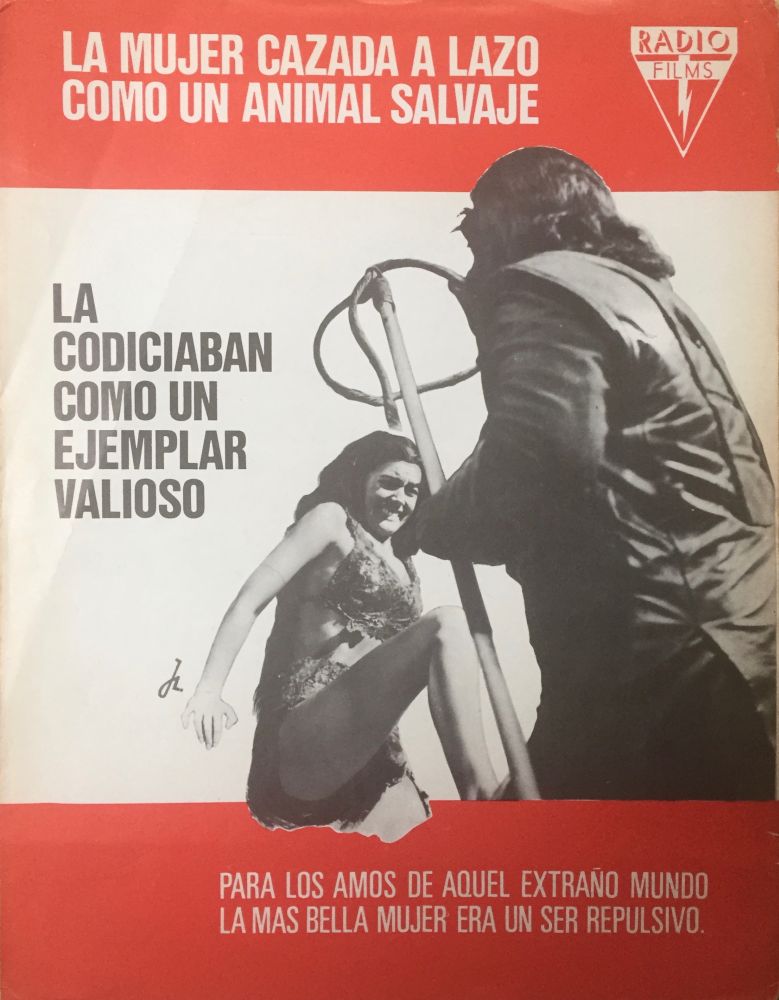 LA MUJER CAZADA A LAZO
COMO UN ANIMAL SALVAJE
RADIO
FILMS
LA
CODICIABAN
COMO UN
EJEMPLAR
VALIOSO
PARA LOS AMOS DE AQUEL EXTRAÑO MUNDO
LA MAS BELLA MUJER ERA UN SER REPULSIVO.